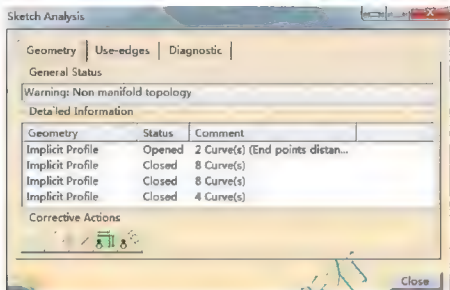 Sketch Analysis
Geometry Use-edges Diagnostic
General Status
Warning: Non manifold topology
Detailed Information
Geometry Status Comment
Implicit Profile Opened 2 Curve(s) (End points distan...
Implicit Profile Closed 8 Curve(s)
Implicit Profile Closed 8 Curve(s)
Implicit Profile Closed 4 Curve(s)
Corrective Actions
Close